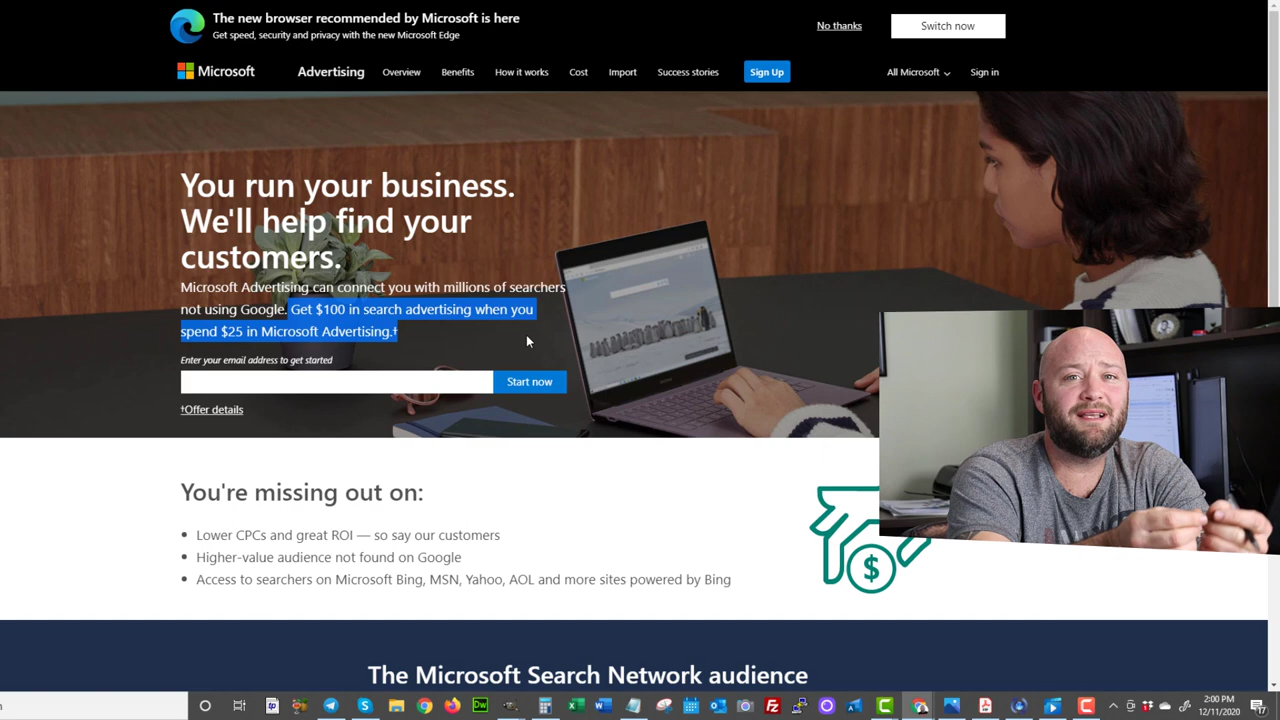 The new browser recommended by Microsoft is here
Get speed, security and privacy with the new Microsoft Edge
No thanks
Switch now
Microsoft
Advertising
Overview
Benefits
How it works
Cost
Import
Success stories
Sign Up
All Microsoft
Sign in
You run your business.
We'll help find your
customers.
Microsoft Advertising can connect you with millions of searchers
not using Google. Get $100 in search advertising when you
spend $25 in Microsoft Advertising.†
Enter your email address to get started
Start now
†Offer details
You're missing out on:
Lower CPCs and great ROI — so say our customers
Higher-value audience not found on Google
Access to searchers on Microsoft Bing, MSN, Yahoo, AOL and more sites powered by Bing
$
The Microsoft Search Network audience
Dw
2:00 PM
12/11/2020
17